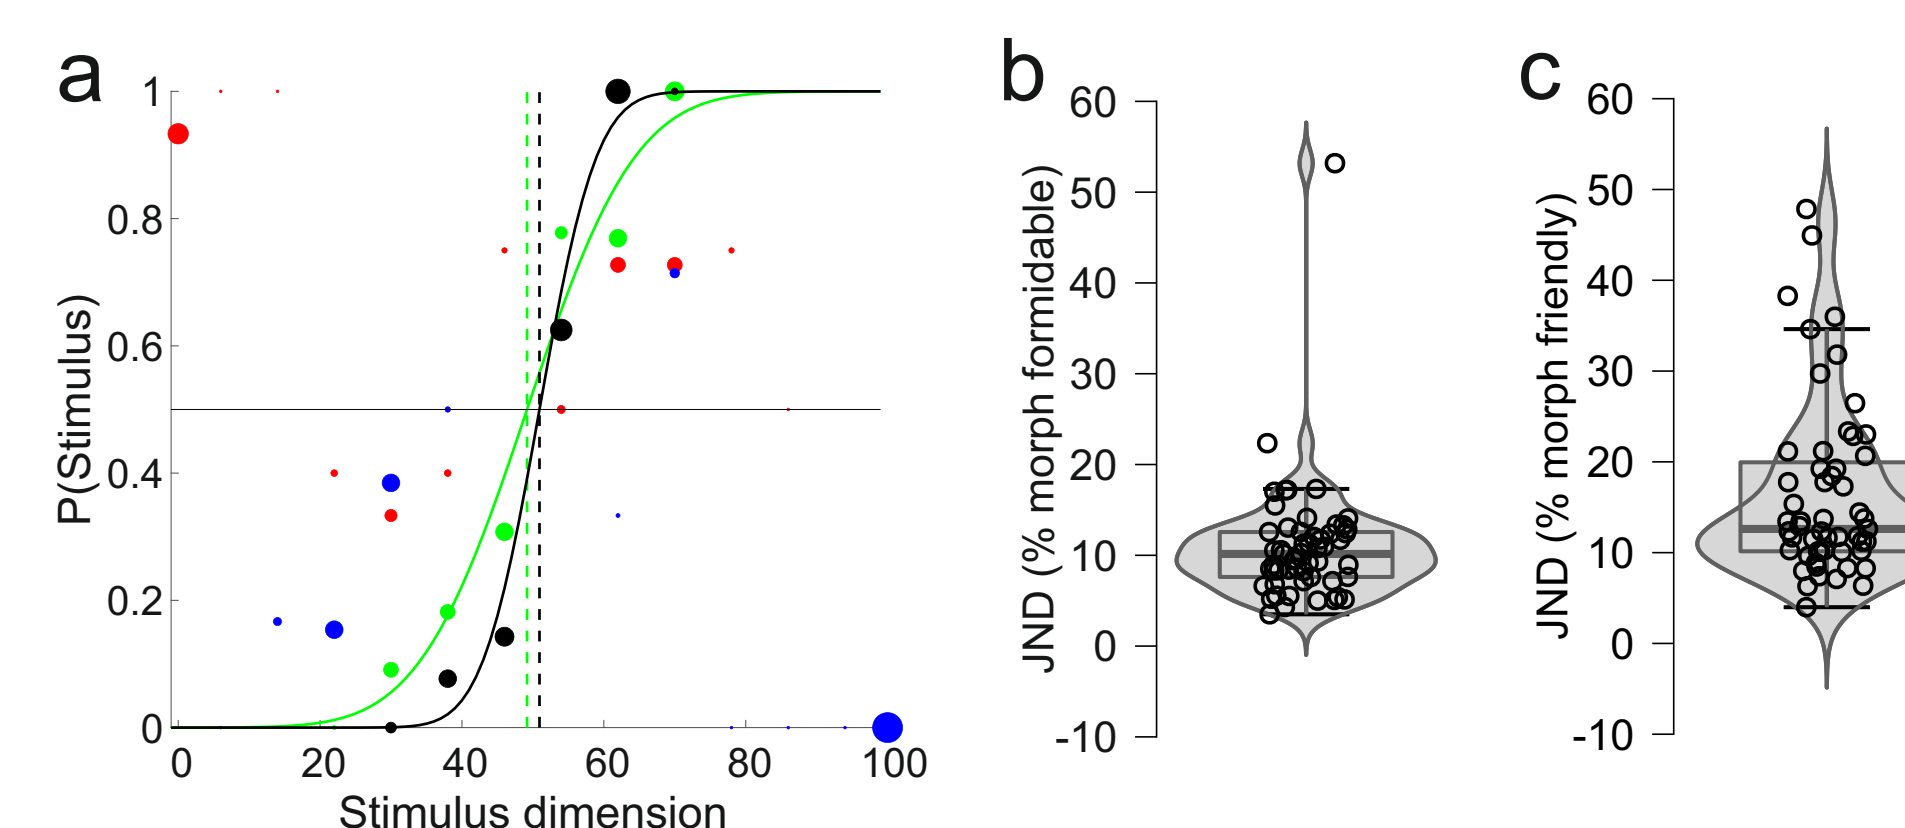 a
1
0.8
0.6
0.4
0.2
0
P(Stimulus)
0 20 40 60 80 100
Stimulus dimension
b
60
50
40
30
20
10
0
-10
JND (% morph formidable)
c
60
50
40
30
20
10
0
-10
JND (% morph friendly)